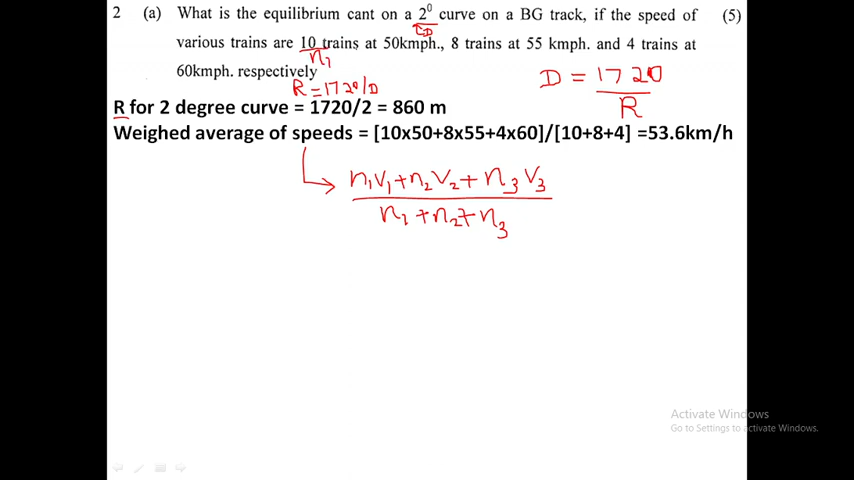 2 (a) What is the equilibrium cant on a 2⁰ curve on a BG track, if the speed of (5)
D
various trains are 10 trains at 50kmph., 8 trains at 55 kmph. and 4 trains at
n₁
60kmph. respectively
R = 1720/D
D = 1720/R
R for 2 degree curve = 1720/2 = 860 m
Weighed average of speeds = [10x50+8x55+4x60]/[10+8+4] =53.6km/h
n₁v₁+n₂v₂+n₃v₃
n₁+n₂+n₃
Activate Windows
Go to Settings to activate Windows.